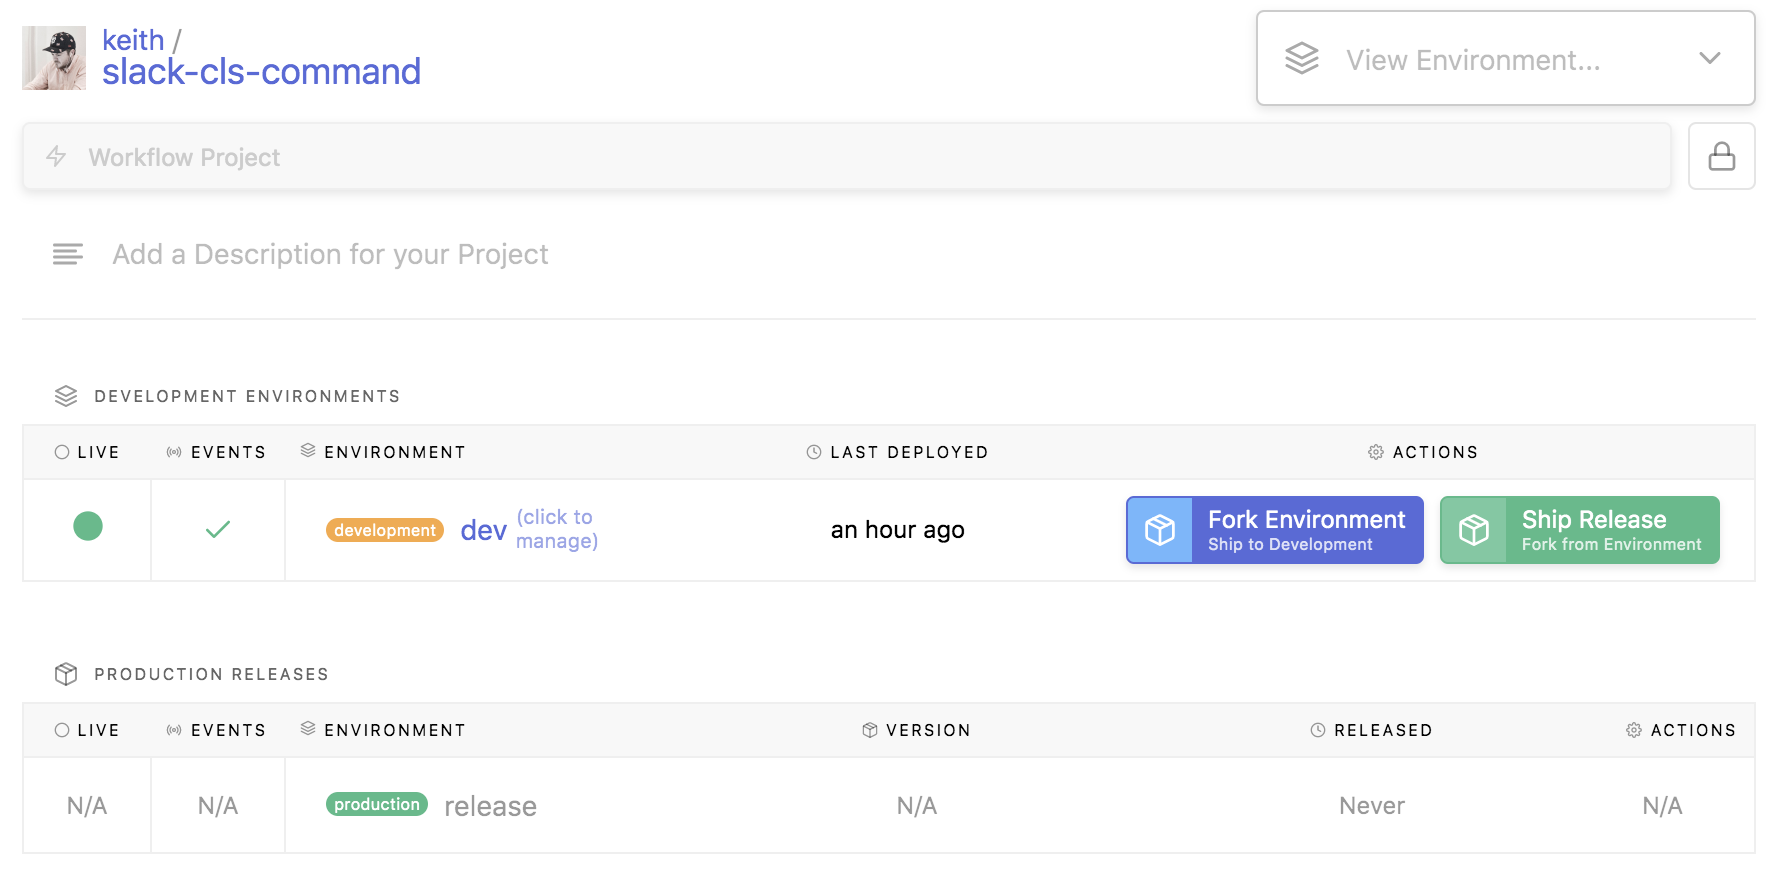 keith /
slack-cls-command
View Environment...
Workflow Project
Add a Description for your Project
DEVELOPMENT ENVIRONMENTS
LIVE EVENTS ENVIRONMENT LAST DEPLOYED ACTIONS
development dev (click to manage) an hour ago
Fork Environment
Ship to Development
Ship Release
Fork from Environment
PRODUCTION RELEASES
LIVE EVENTS ENVIRONMENT VERSION RELEASED ACTIONS
N/A N/A production release N/A Never N/A